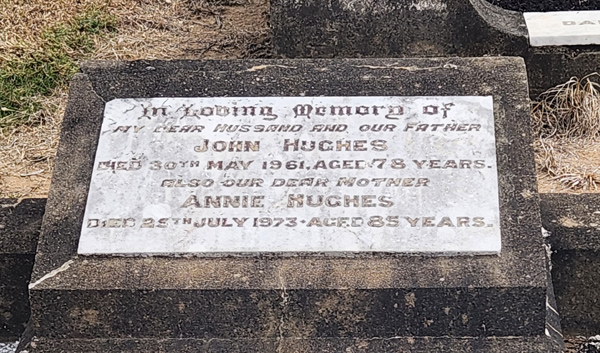 In Loving Memory of
MY DEAR HUSBAND AND OUR FATHER
JOHN HUGHES
DIED 30TH MAY 1961, AGED 78 YEARS.
ALSO OUR DEAR MOTHER
ANNIE HUGHES
DIED 25TH JULY 1973 · AGED 85 YEARS.